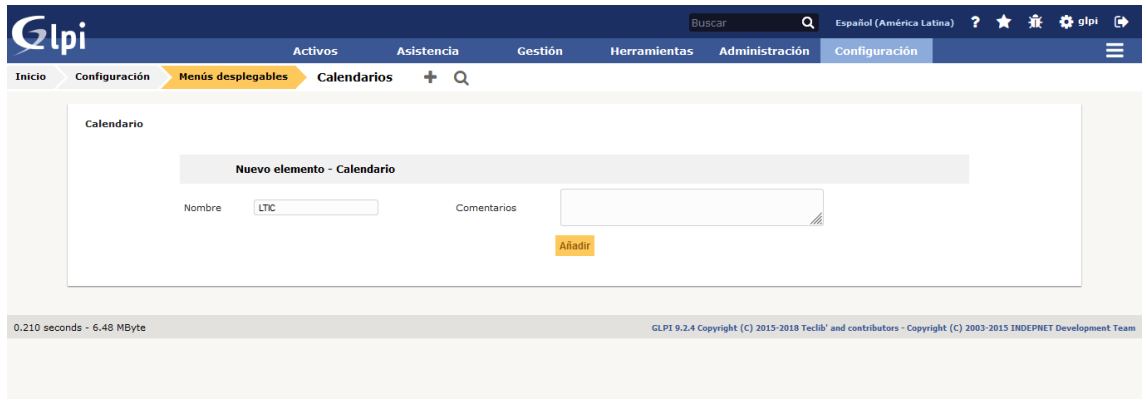 Glpi
Buscar Español (América Latina) ? glpi
Activos Asistencia Gestión Herramientas Administración Configuración
Inicio Configuración Menús desplegables Calendarios
Calendario
Nuevo elemento - Calendario
Nombre LTIC Comentarios
Añadir
0.210 seconds - 6.48 MByte GLPI 9.2.4 Copyright (C) 2015-2018 Teclib' and contributors - Copyright (C) 2003-2015 INDEPNET Development Team